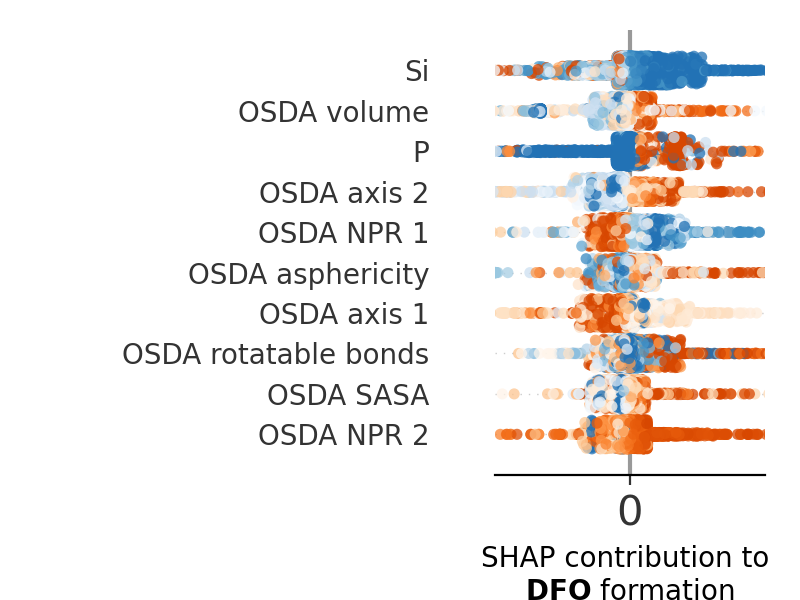 Si
OSDA volume
P
OSDA axis 2
OSDA NPR 1
OSDA asphericity
OSDA axis 1
OSDA rotatable bonds
OSDA SASA
OSDA NPR 2
0
SHAP contribution to
DFO formation